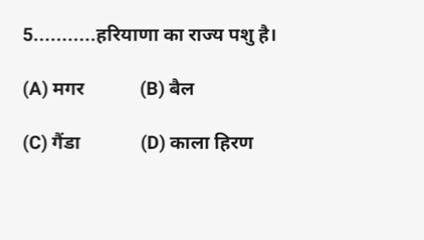 5...........हरियाणा का राज्य पशु है।
(A) मगर (B) बैल
(C) गैंडा (D) काला हिरण